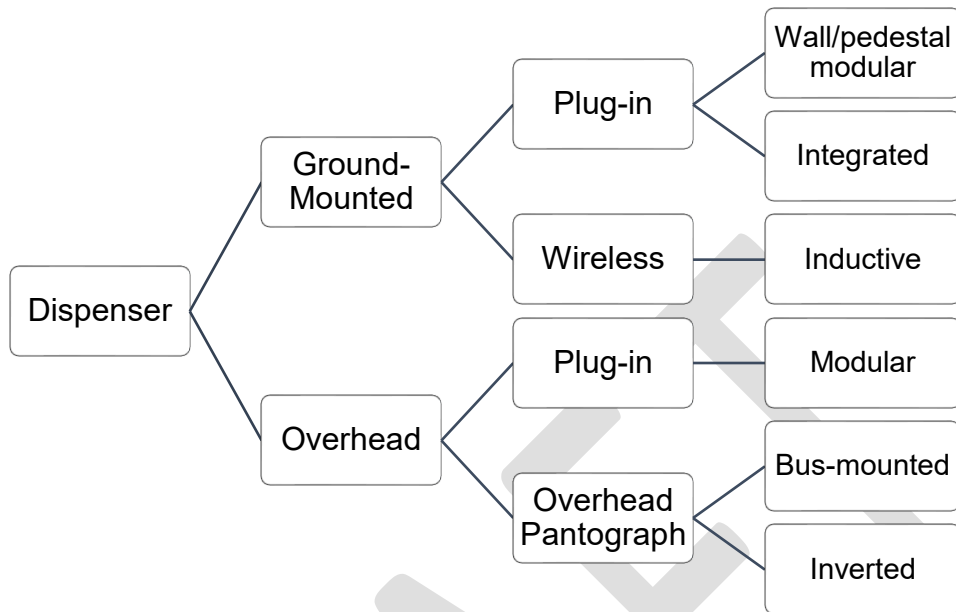 Wall/pedestal
modular
Plug-in
Ground-
Mounted
Integrated
Wireless
Inductive
Dispenser
Plug-in
Modular
Overhead
Bus-mounted
Overhead
Pantograph
Inverted